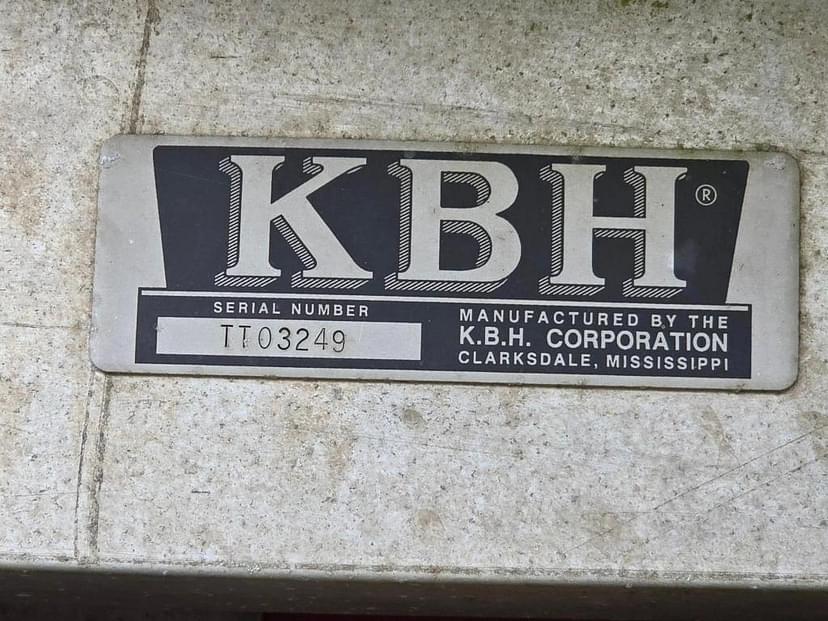 KBH®
SERIAL NUMBER
TT03249
MANUFACTURED BY THE
K.B.H. CORPORATION
CLARKSDALE, MISSISSIPPI